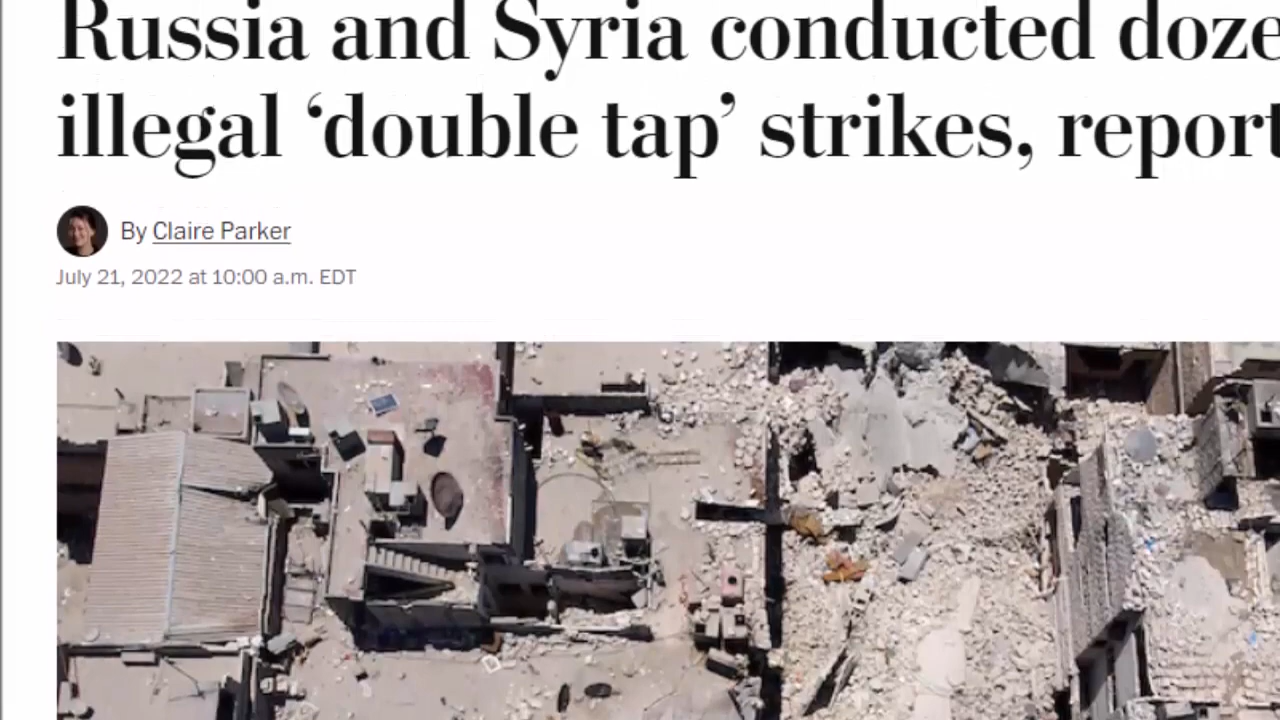 Russia and Syria conducted doze
illegal ‘double tap’ strikes, report
By Claire Parker
July 21, 2022 at 10:00 a.m. EDT